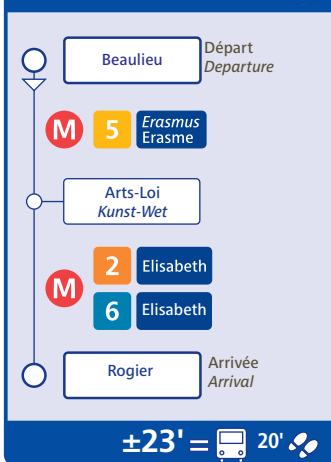 Beaulieu
Départ
Departure
M
5
Erasmus
Erasme
Arts-Loi
Kunst-Wet
M
2
Elisabeth
6
Elisabeth
Rogier
Arrivée
Arrival
±23' = 20'